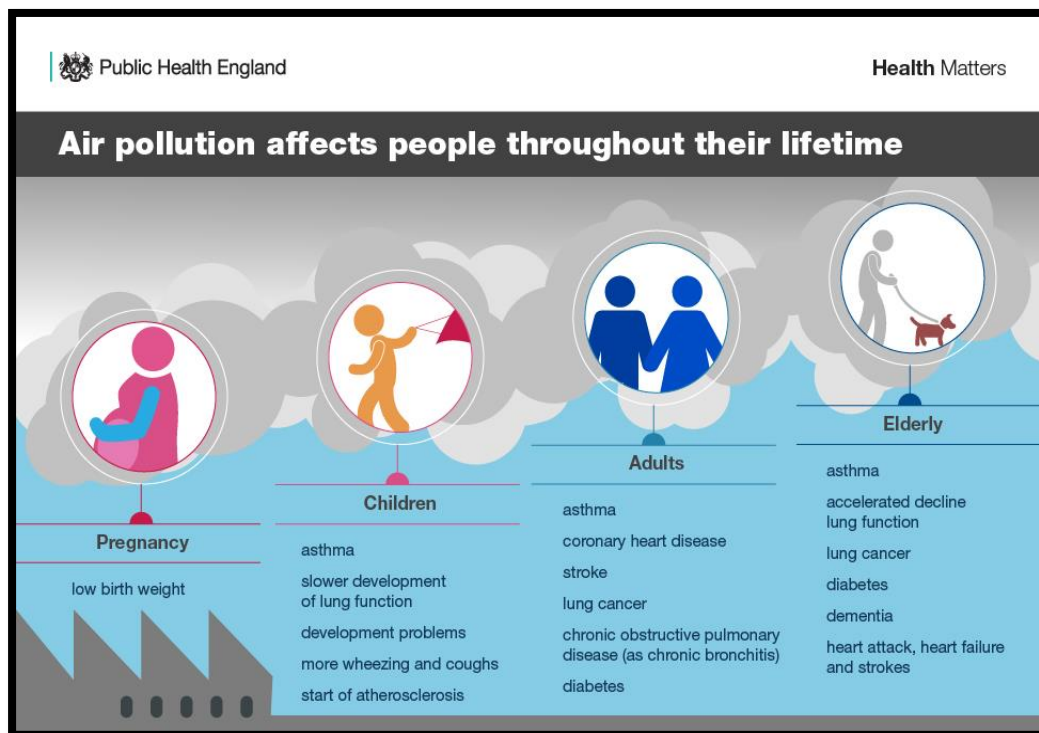 Public Health England
Health Matters
Air pollution affects people throughout their lifetime
Pregnancy
low birth weight
Children
asthma
slower development
of lung function
development problems
more wheezing and coughs
start of atherosclerosis
Adults
asthma
coronary heart disease
stroke
lung cancer
chronic obstructive pulmonary
disease (as chronic bronchitis)
diabetes
Elderly
asthma
accelerated decline
lung function
lung cancer
diabetes
dementia
heart attack, heart failure
and strokes